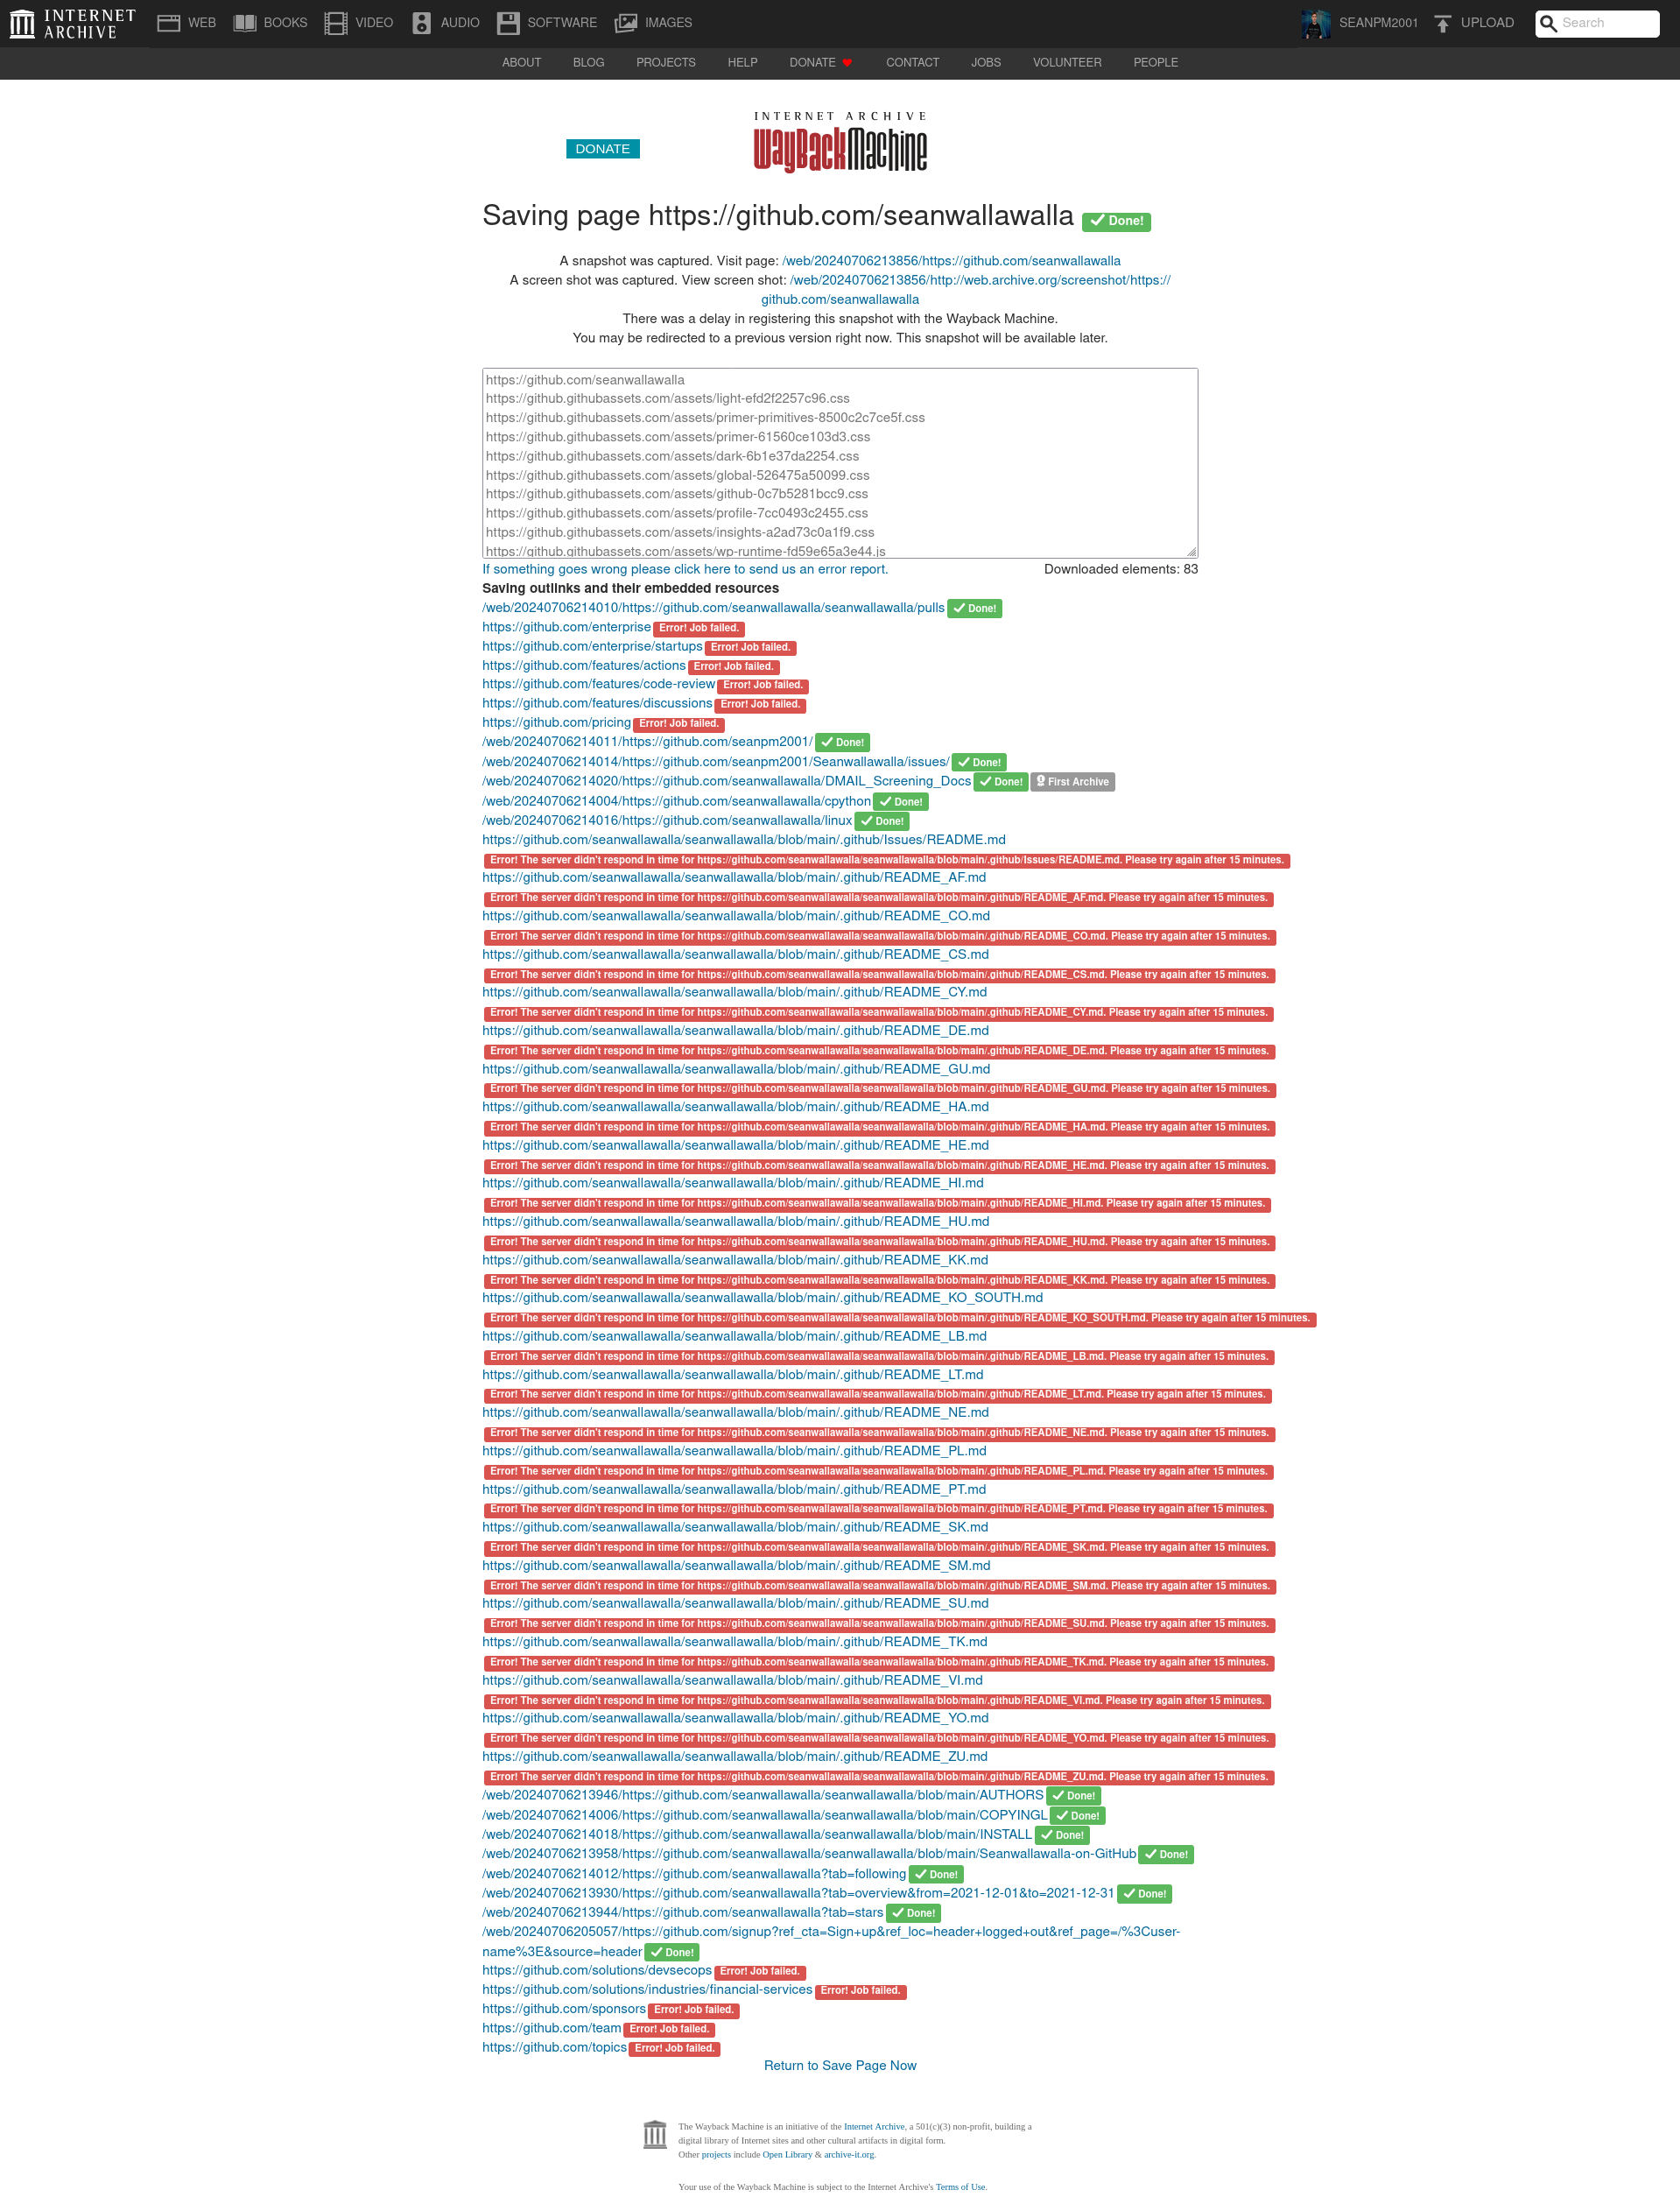 INTERNET ARCHIVE
WEB BOOKS VIDEO AUDIO SOFTWARE IMAGES SEANPM2001 UPLOAD Search
ABOUT BLOG PROJECTS HELP DONATE CONTACT JOBS VOLUNTEER PEOPLE
INTERNET ARCHIVE
WayBackMachine
DONATE
Saving page https://github.com/seanwallawalla Done!
A snapshot was captured. Visit page: /web/20240706213856/https://github.com/seanwallawalla
A screen shot was captured. View screen shot: /web/20240706213856/http://web.archive.org/screenshot/https://
github.com/seanwallawalla
There was a delay in registering this snapshot with the Wayback Machine.
You may be redirected to a previous version right now. This snapshot will be available later.
https://github.com/seanwallawalla
https://github.githubassets.com/assets/light-efd2f2257c96.css
https://github.githubassets.com/assets/primer-primitives-8500c2c7ce5f.css
https://github.githubassets.com/assets/primer-61560ce103d3.css
https://github.githubassets.com/assets/dark-6b1e37da2254.css
https://github.githubassets.com/assets/global-526475a50099.css
https://github.githubassets.com/assets/github-0c7b5281bcc9.css
https://github.githubassets.com/assets/profile-7cc0493c2455.css
https://github.githubassets.com/assets/insights-a2ad73c0a1f9.css
https://github.githubassets.com/assets/wp-runtime-fd59e65a3e44.js
If something goes wrong please click here to send us an error report. Downloaded elements: 83
Saving outlinks and their embedded resources
/web/20240706214010/https://github.com/seanwallawalla/seanwallawalla/pulls Done!
https://github.com/enterprise Error! Job failed.
https://github.com/enterprise/startups Error! Job failed.
https://github.com/features/actions Error! Job failed.
https://github.com/features/code-review Error! Job failed.
https://github.com/features/discussions Error! Job failed.
https://github.com/pricing Error! Job failed.
/web/20240706214011/https://github.com/seanpm2001/ Done!
/web/20240706214014/https://github.com/seanpm2001/Seanwallawalla/issues/ Done!
/web/20240706214020/https://github.com/seanwallawalla/DMAIL_Screening_Docs Done! First Archive
/web/20240706214004/https://github.com/seanwallawalla/cpython Done!
/web/20240706214016/https://github.com/seanwallawalla/linux Done!
https://github.com/seanwallawalla/seanwallawalla/blob/main/.github/Issues/README.md
Error! The server didn't respond in time for https://github.com/seanwallawalla/seanwallawalla/blob/main/.github/Issues/README.md. Please try again after 15 minutes.
https://github.com/seanwallawalla/seanwallawalla/blob/main/.github/README_AF.md
Error! The server didn't respond in time for https://github.com/seanwallawalla/seanwallawalla/blob/main/.github/README_AF.md. Please try again after 15 minutes.
https://github.com/seanwallawalla/seanwallawalla/blob/main/.github/README_CO.md
Error! The server didn't respond in time for https://github.com/seanwallawalla/seanwallawalla/blob/main/.github/README_CO.md. Please try again after 15 minutes.
https://github.com/seanwallawalla/seanwallawalla/blob/main/.github/README_CS.md
Error! The server didn't respond in time for https://github.com/seanwallawalla/seanwallawalla/blob/main/.github/README_CS.md. Please try again after 15 minutes.
https://github.com/seanwallawalla/seanwallawalla/blob/main/.github/README_CY.md
Error! The server didn't respond in time for https://github.com/seanwallawalla/seanwallawalla/blob/main/.github/README_CY.md. Please try again after 15 minutes.
https://github.com/seanwallawalla/seanwallawalla/blob/main/.github/README_DE.md
Error! The server didn't respond in time for https://github.com/seanwallawalla/seanwallawalla/blob/main/.github/README_DE.md. Please try again after 15 minutes.
https://github.com/seanwallawalla/seanwallawalla/blob/main/.github/README_GU.md
Error! The server didn't respond in time for https://github.com/seanwallawalla/seanwallawalla/blob/main/.github/README_GU.md. Please try again after 15 minutes.
https://github.com/seanwallawalla/seanwallawalla/blob/main/.github/README_HA.md
Error! The server didn't respond in time for https://github.com/seanwallawalla/seanwallawalla/blob/main/.github/README_HA.md. Please try again after 15 minutes.
https://github.com/seanwallawalla/seanwallawalla/blob/main/.github/README_HE.md
Error! The server didn't respond in time for https://github.com/seanwallawalla/seanwallawalla/blob/main/.github/README_HE.md. Please try again after 15 minutes.
https://github.com/seanwallawalla/seanwallawalla/blob/main/.github/README_HI.md
Error! The server didn't respond in time for https://github.com/seanwallawalla/seanwallawalla/blob/main/.github/README_HI.md. Please try again after 15 minutes.
https://github.com/seanwallawalla/seanwallawalla/blob/main/.github/README_HU.md
Error! The server didn't respond in time for https://github.com/seanwallawalla/seanwallawalla/blob/main/.github/README_HU.md. Please try again after 15 minutes.
https://github.com/seanwallawalla/seanwallawalla/blob/main/.github/README_KK.md
Error! The server didn't respond in time for https://github.com/seanwallawalla/seanwallawalla/blob/main/.github/README_KK.md. Please try again after 15 minutes.
https://github.com/seanwallawalla/seanwallawalla/blob/main/.github/README_KO_SOUTH.md
Error! The server didn't respond in time for https://github.com/seanwallawalla/seanwallawalla/blob/main/.github/README_KO_SOUTH.md. Please try again after 15 minutes.
https://github.com/seanwallawalla/seanwallawalla/blob/main/.github/README_LB.md
Error! The server didn't respond in time for https://github.com/seanwallawalla/seanwallawalla/blob/main/.github/README_LB.md. Please try again after 15 minutes.
https://github.com/seanwallawalla/seanwallawalla/blob/main/.github/README_LT.md
Error! The server didn't respond in time for https://github.com/seanwallawalla/seanwallawalla/blob/main/.github/README_LT.md. Please try again after 15 minutes.
https://github.com/seanwallawalla/seanwallawalla/blob/main/.github/README_NE.md
Error! The server didn't respond in time for https://github.com/seanwallawalla/seanwallawalla/blob/main/.github/README_NE.md. Please try again after 15 minutes.
https://github.com/seanwallawalla/seanwallawalla/blob/main/.github/README_PL.md
Error! The server didn't respond in time for https://github.com/seanwallawalla/seanwallawalla/blob/main/.github/README_PL.md. Please try again after 15 minutes.
https://github.com/seanwallawalla/seanwallawalla/blob/main/.github/README_PT.md
Error! The server didn't respond in time for https://github.com/seanwallawalla/seanwallawalla/blob/main/.github/README_PT.md. Please try again after 15 minutes.
https://github.com/seanwallawalla/seanwallawalla/blob/main/.github/README_SK.md
Error! The server didn't respond in time for https://github.com/seanwallawalla/seanwallawalla/blob/main/.github/README_SK.md. Please try again after 15 minutes.
https://github.com/seanwallawalla/seanwallawalla/blob/main/.github/README_SM.md
Error! The server didn't respond in time for https://github.com/seanwallawalla/seanwallawalla/blob/main/.github/README_SM.md. Please try again after 15 minutes.
https://github.com/seanwallawalla/seanwallawalla/blob/main/.github/README_SU.md
Error! The server didn't respond in time for https://github.com/seanwallawalla/seanwallawalla/blob/main/.github/README_SU.md. Please try again after 15 minutes.
https://github.com/seanwallawalla/seanwallawalla/blob/main/.github/README_TK.md
Error! The server didn't respond in time for https://github.com/seanwallawalla/seanwallawalla/blob/main/.github/README_TK.md. Please try again after 15 minutes.
https://github.com/seanwallawalla/seanwallawalla/blob/main/.github/README_VI.md
Error! The server didn't respond in time for https://github.com/seanwallawalla/seanwallawalla/blob/main/.github/README_VI.md. Please try again after 15 minutes.
https://github.com/seanwallawalla/seanwallawalla/blob/main/.github/README_YO.md
Error! The server didn't respond in time for https://github.com/seanwallawalla/seanwallawalla/blob/main/.github/README_YO.md. Please try again after 15 minutes.
https://github.com/seanwallawalla/seanwallawalla/blob/main/.github/README_ZU.md
Error! The server didn't respond in time for https://github.com/seanwallawalla/seanwallawalla/blob/main/.github/README_ZU.md. Please try again after 15 minutes.
/web/20240706213946/https://github.com/seanwallawalla/seanwallawalla/blob/main/AUTHORS Done!
/web/20240706214006/https://github.com/seanwallawalla/seanwallawalla/blob/main/COPYINGL Done!
/web/20240706214018/https://github.com/seanwallawalla/seanwallawalla/blob/main/INSTALL Done!
/web/20240706213958/https://github.com/seanwallawalla/seanwallawalla/blob/main/Seanwallawalla-on-GitHub Done!
/web/20240706214012/https://github.com/seanwallawalla?tab=following Done!
/web/20240706213930/https://github.com/seanwallawalla?tab=overview&from=2021-12-01&to=2021-12-31 Done!
/web/20240706213944/https://github.com/seanwallawalla?tab=stars Done!
/web/20240706205057/https://github.com/signup?ref_cta=Sign+up&ref_loc=header+logged+out&ref_page=/%3Cuser-
name%3E&source=header Done!
https://github.com/solutions/devsecops Error! Job failed.
https://github.com/solutions/industries/financial-services Error! Job failed.
https://github.com/sponsors Error! Job failed.
https://github.com/team Error! Job failed.
https://github.com/topics Error! Job failed.
Return to Save Page Now
The Wayback Machine is an initiative of the Internet Archive, a 501(c)(3) non-profit, building a
digital library of Internet sites and other cultural artifacts in digital form.
Other projects include Open Library & archive-it.org.
Your use of the Wayback Machine is subject to the Internet Archive's Terms of Use.